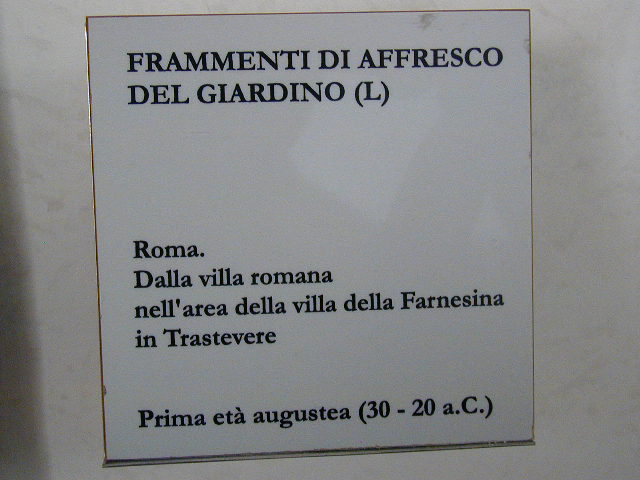 FRAMMENTI DI AFFRESCO
DEL GIARDINO (L)
Roma.
Dalla villa romana
nell'area della villa della Farnesina
in Trastevere
Prima età augustea (30 - 20 a.C.)